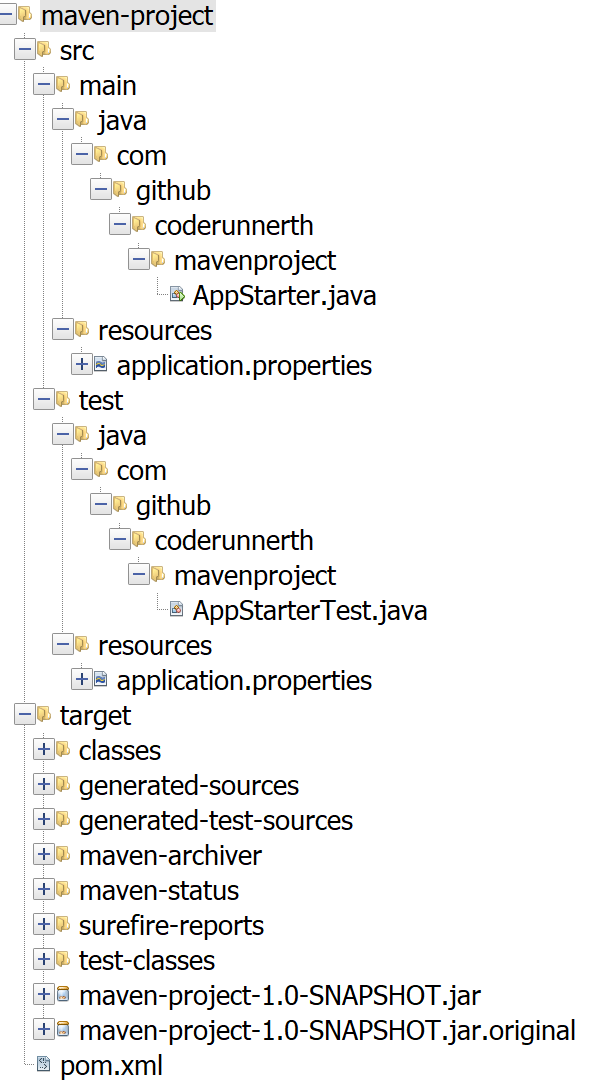 maven-project
src
main
java
com
github
coderunnerth
mavenproject
AppStarter.java
resources
application.properties
test
java
com
github
coderunnerth
mavenproject
AppStarterTest.java
resources
application.properties
target
classes
generated-sources
generated-test-sources
maven-archiver
maven-status
surefire-reports
test-classes
maven-project-1.0-SNAPSHOT.jar
maven-project-1.0-SNAPSHOT.jar.original
pom.xml